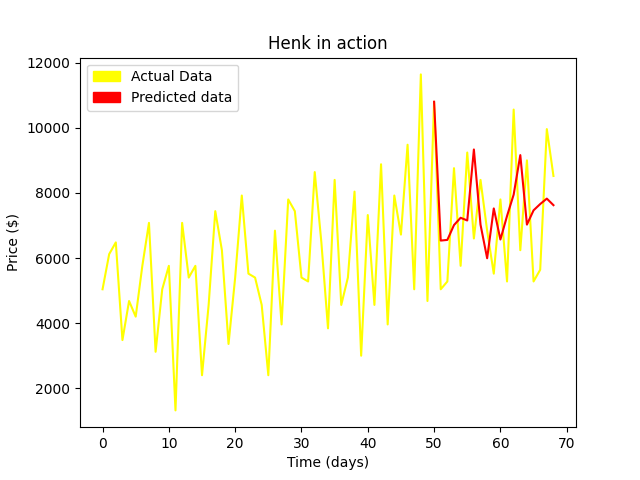 Henk in action
Actual Data
Predicted data
12000
10000
8000
6000
4000
2000
Price ($)
0 10 20 30 40 50 60 70
Time (days)